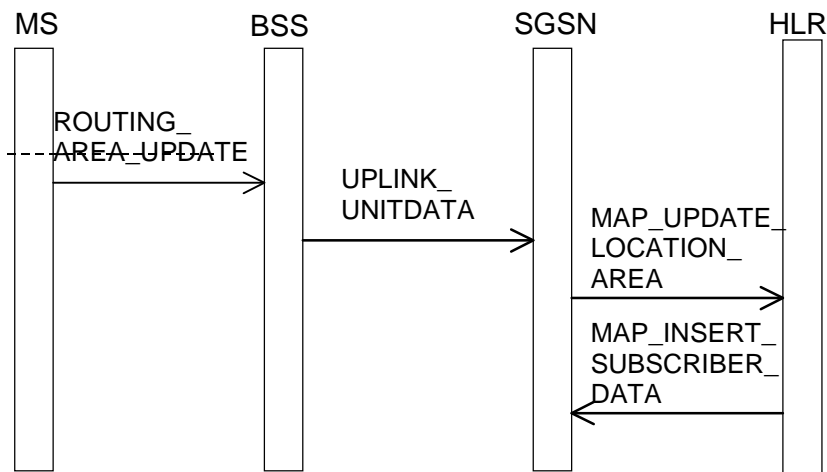 MS
BSS
SGSN
HLR
ROUTING_
AREA_UPDATE
UPLINK_
UNITDATA
MAP_UPDATE_
LOCATION_
AREA
MAP_INSERT_
SUBSCRIBER_
DATA